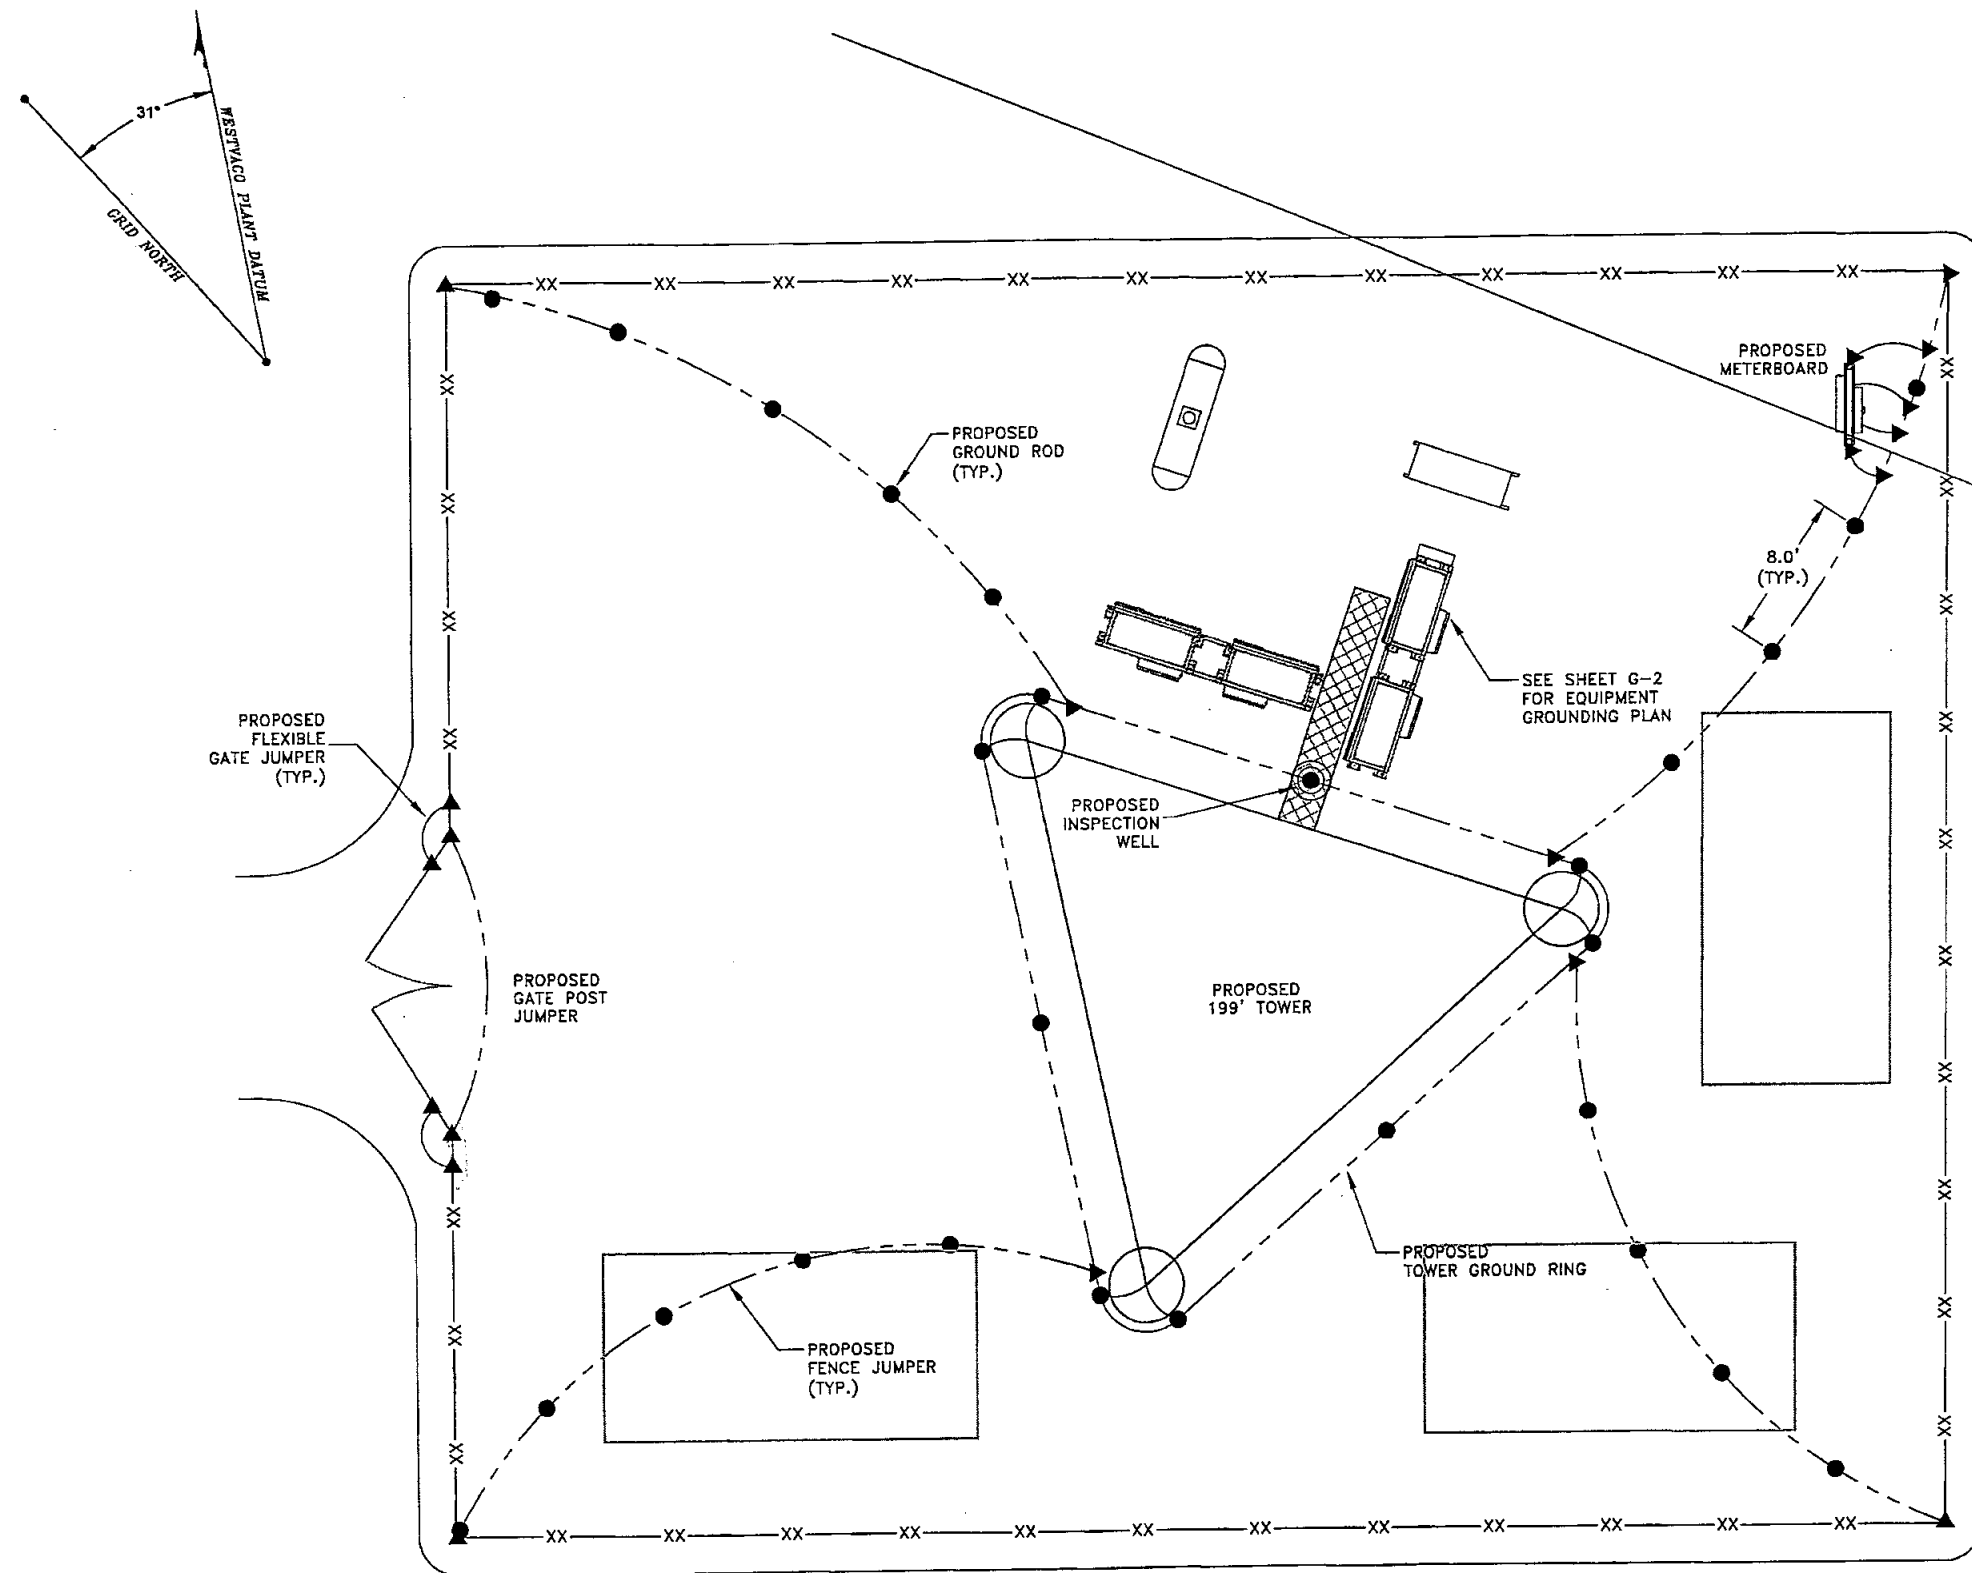 31°
WESTVACO PLANT DATUM
GRID NORTH
PROPOSED
METERBOARD
PROPOSED
GROUND ROD
(TYP.)
8.0'
(TYP.)
SEE SHEET G-2
FOR EQUIPMENT
GROUNDING PLAN
PROPOSED
FLEXIBLE
GATE JUMPER
(TYP.)
PROPOSED
INSPECTION
WELL
PROPOSED
GATE POST
JUMPER
PROPOSED
199' TOWER
PROPOSED
TOWER GROUND RING
PROPOSED
FENCE JUMPER
(TYP.)